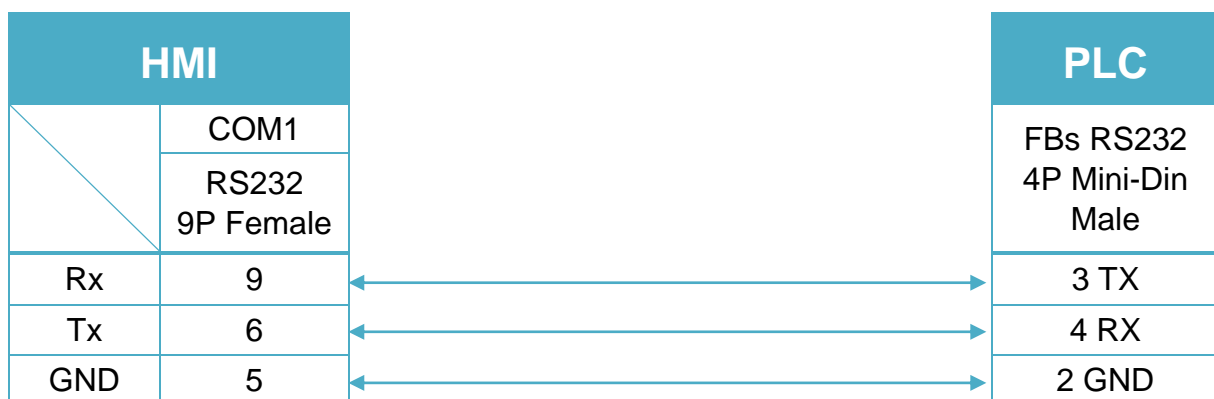 HMI PLC
COM1
RS232
9P Female
FBs RS232
4P Mini-Din
Male
Rx 9 3 TX
Tx 6 4 RX
GND 5 2 GND